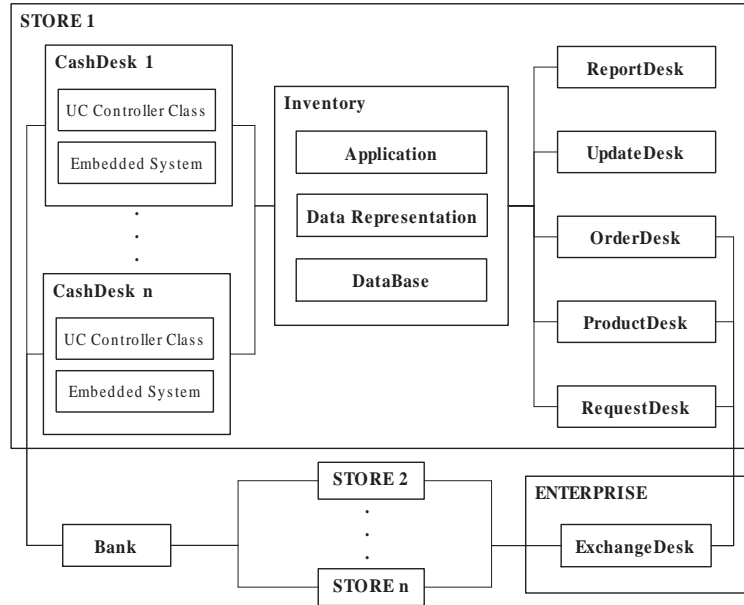 STORE 1
CashDesk 1
UC Controller Class
Embedded System
.
.
.
CashDesk n
UC Controller Class
Embedded System
Inventory
Application
Data Representation
DataBase
ReportDesk
UpdateDesk
OrderDesk
ProductDesk
RequestDesk
Bank
STORE 2
.
.
.
STORE n
ENTERPRISE
ExchangeDesk